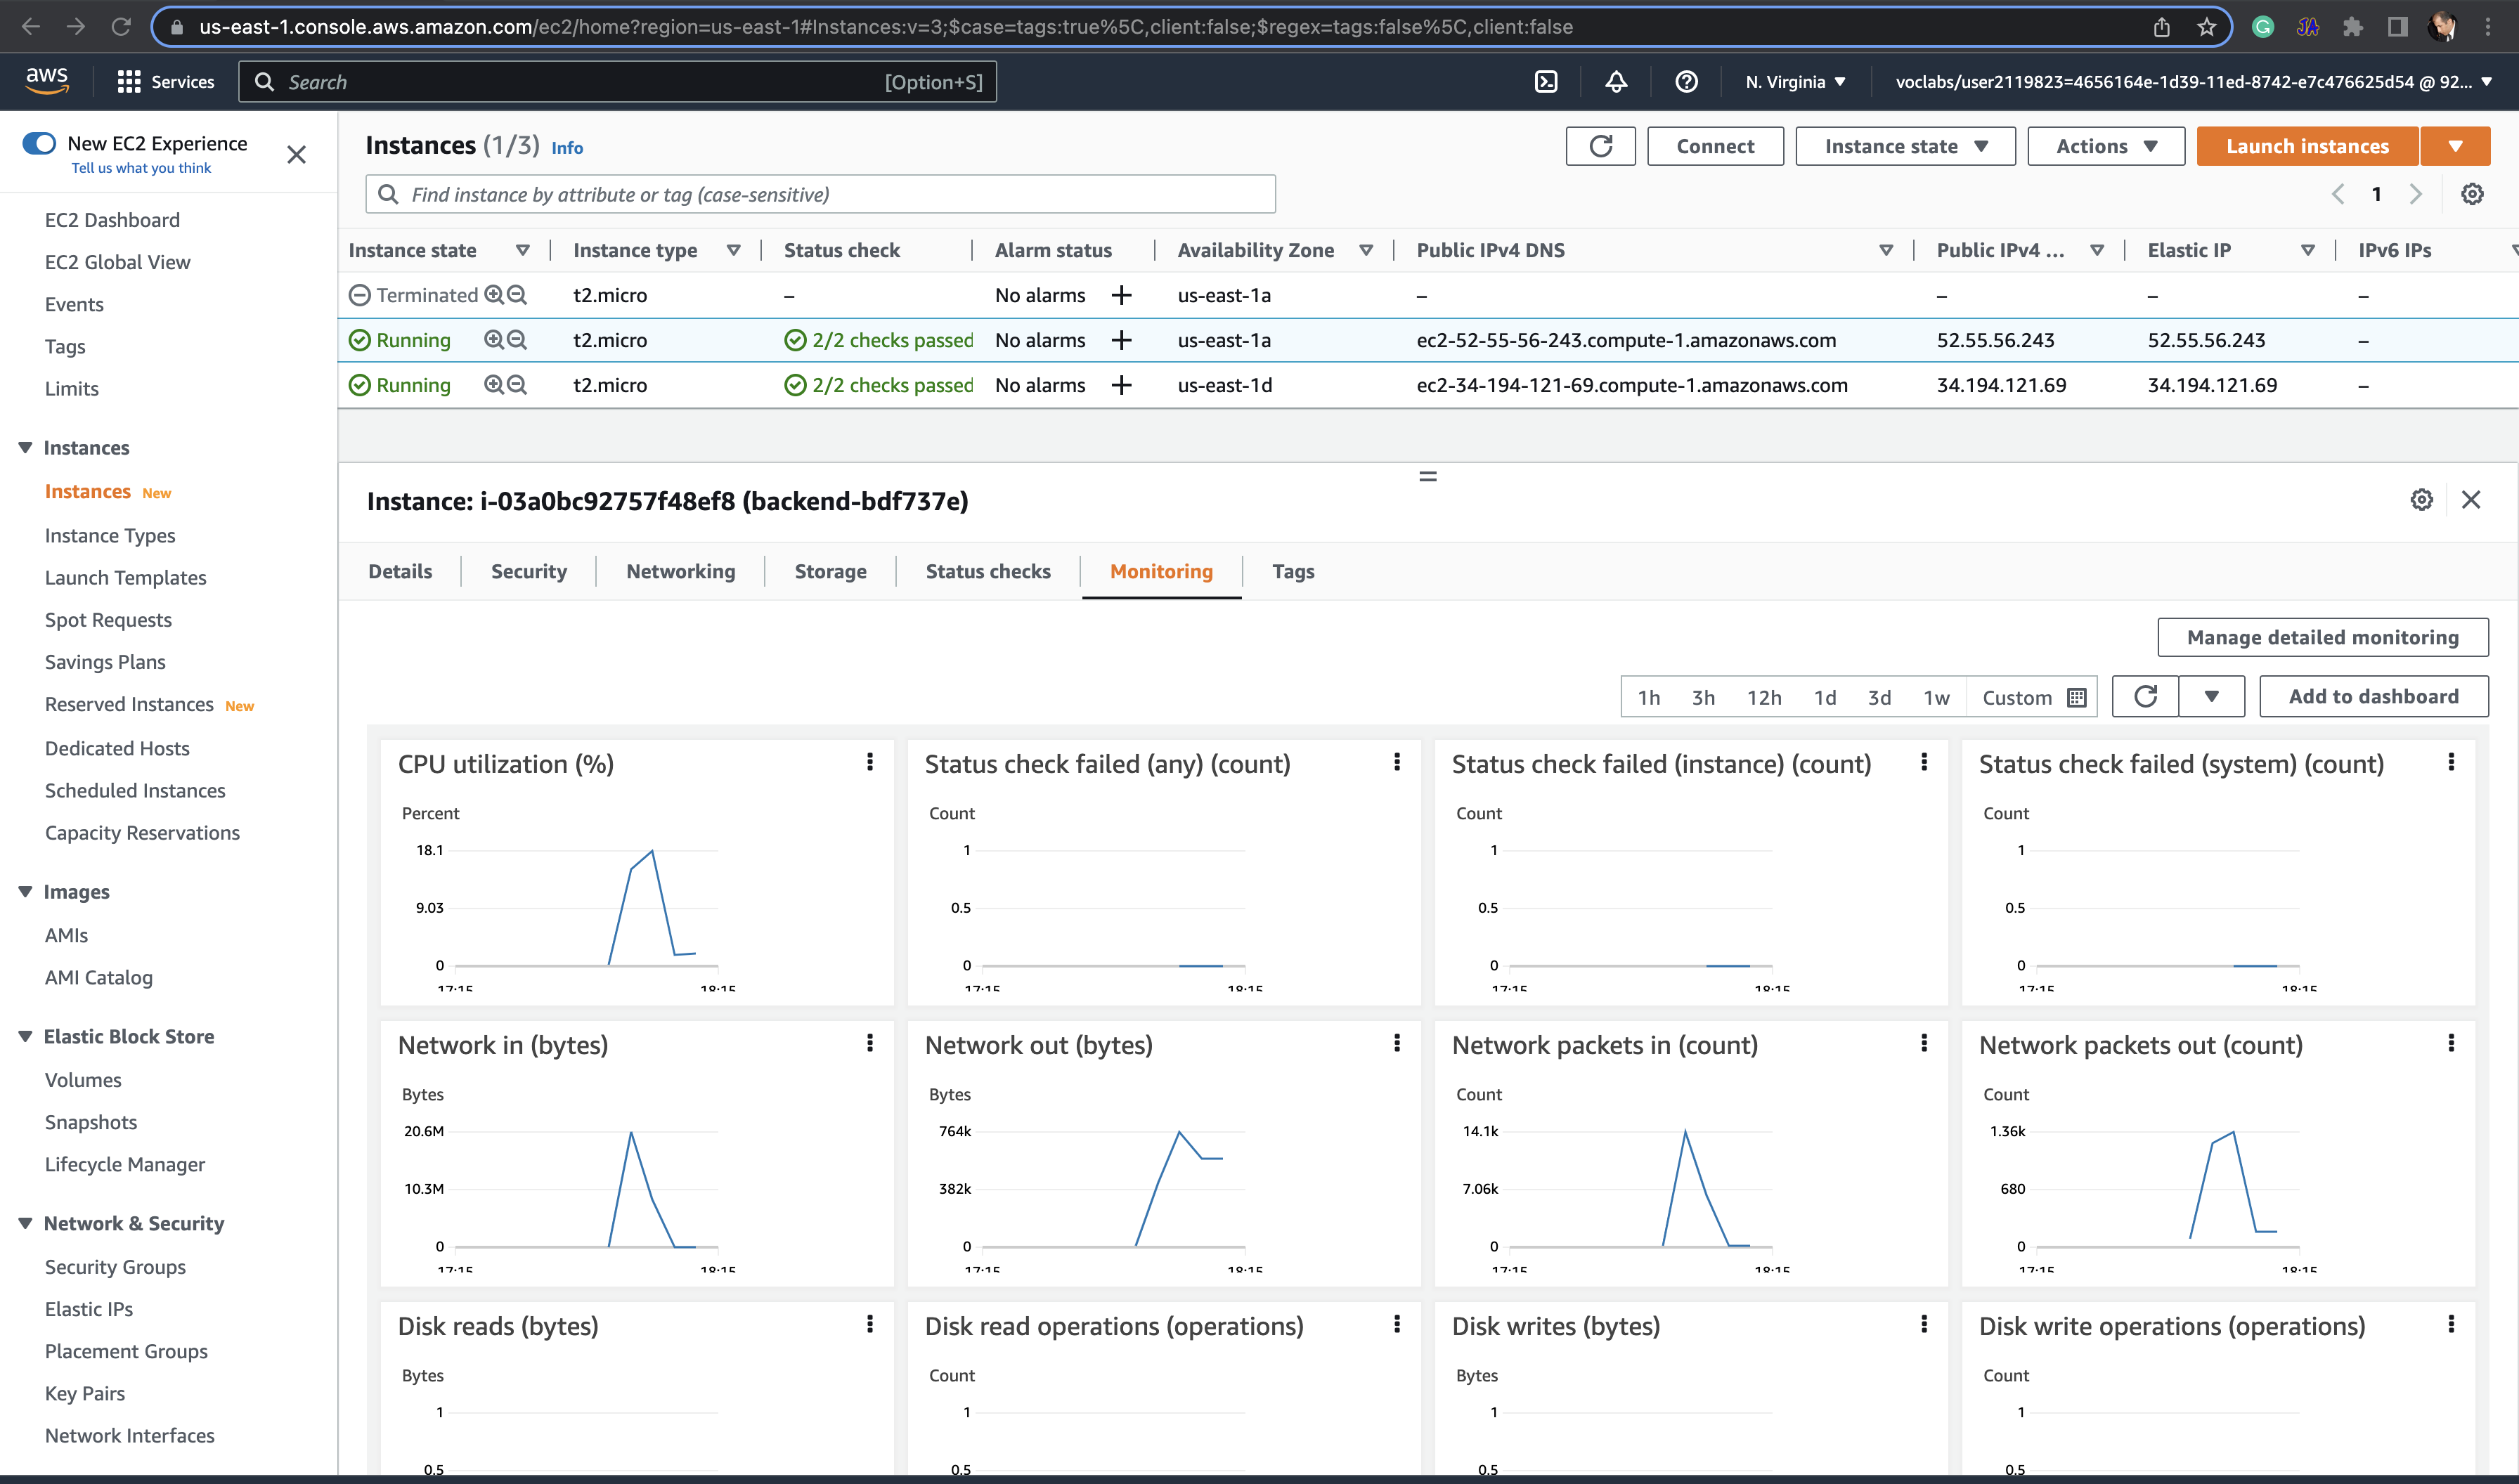 us-east-1.console.aws.amazon.com/ec2/home?region=us-east-1#Instances:v=3;$case=tags:true%5C,client:false;$regex=tags:false%5C,client:false
aws Services Search [Option+S] N. Virginia voclabs/user2119823=4656164e-1d39-11ed-8742-e7c476625d54 @ 92...
New EC2 Experience
Tell us what you think
EC2 Dashboard
EC2 Global View
Events
Tags
Limits
Instances
Instances New
Instance Types
Launch Templates
Spot Requests
Savings Plans
Reserved Instances New
Dedicated Hosts
Scheduled Instances
Capacity Reservations
Images
AMIs
AMI Catalog
Elastic Block Store
Volumes
Snapshots
Lifecycle Manager
Network & Security
Security Groups
Elastic IPs
Placement Groups
Key Pairs
Network Interfaces
Instances (1/3) Info
Connect Instance state Actions Launch instances
Find instance by attribute or tag (case-sensitive)
1
Instance state Instance type Status check Alarm status Availability Zone Public IPv4 DNS Public IPv4 ... Elastic IP IPv6 IPs
Terminated t2.micro – No alarms + us-east-1a – – – –
Running t2.micro 2/2 checks passed No alarms + us-east-1a ec2-52-55-56-243.compute-1.amazonaws.com 52.55.56.243 52.55.56.243 –
Running t2.micro 2/2 checks passed No alarms + us-east-1d ec2-34-194-121-69.compute-1.amazonaws.com 34.194.121.69 34.194.121.69 –
Instance: i-03a0bc92757f48ef8 (backend-bdf737e)
Details Security Networking Storage Status checks Monitoring Tags
Manage detailed monitoring
1h 3h 12h 1d 3d 1w Custom Add to dashboard
CPU utilization (%)
Percent
18.1
9.03
0
17:15 18:15
Status check failed (any) (count)
Count
1
0.5
0
17:15 18:15
Status check failed (instance) (count)
Count
1
0.5
0
17:15 18:15
Status check failed (system) (count)
Count
1
0.5
0
17:15 18:15
Network in (bytes)
Bytes
20.6M
10.3M
0
17:15 18:15
Network out (bytes)
Bytes
764k
382k
0
17:15 18:15
Network packets in (count)
Count
14.1k
7.06k
0
17:15 18:15
Network packets out (count)
Count
1.36k
680
0
17:15 18:15
Disk reads (bytes)
Bytes
1
0.5
Disk read operations (operations)
Count
1
0.5
Disk writes (bytes)
Bytes
1
0.5
Disk write operations (operations)
Count
1
0.5